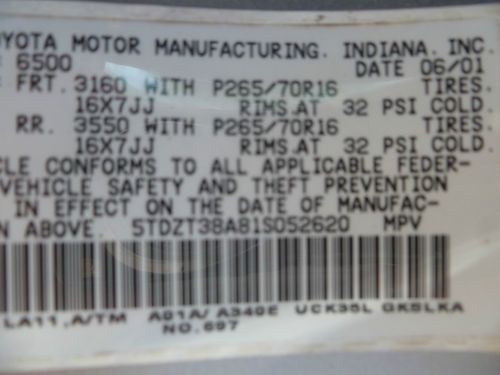 OYOTA MOTOR MANUFACTURING. INDIANA. INC.
6500 DATE 06/01
FRT. 3160 WITH P265/70R16 TIRES.
16X7JJ RIMS.AT 32 PSI COLD.
RR. 3550 WITH P265/70R16 TIRES.
16X7JJ RIMS.AT 32 PSI COLD.
CLE CONFORMS TO ALL APPLICABLE FEDER-
VEHICLE SAFETY AND THEFT PREVENTION
IN EFFECT ON THE DATE OF MANUFAC-
N ABOVE. 5TDZT38A81S052620 MPV
LA11,A/TM A01A/ A340E UCK35L GK5LKA
NO.697